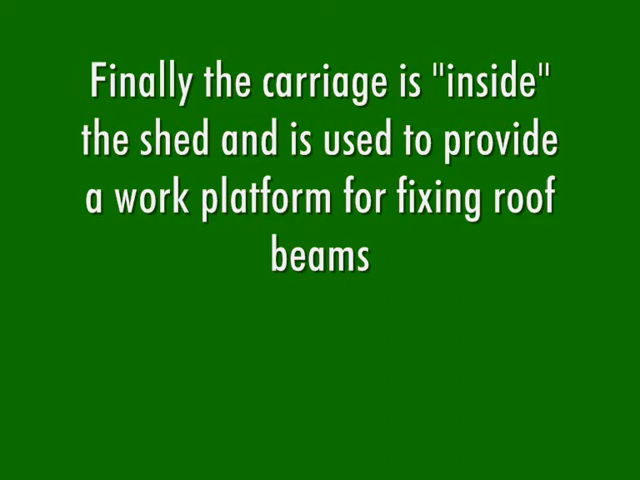 Finally the carriage is "inside"
the shed and is used to provide
a work platform for fixing roof
beams